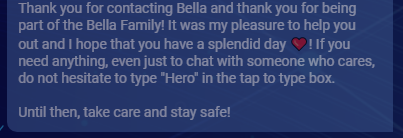 Thank you for contacting Bella and thank you for being
part of the Bella Family! It was my pleasure to help you
out and I hope that you have a splendid day ❤️! If you
need anything, even just to chat with someone who cares,
do not hesitate to type "Hero" in the tap to type box.

Until then, take care and stay safe!